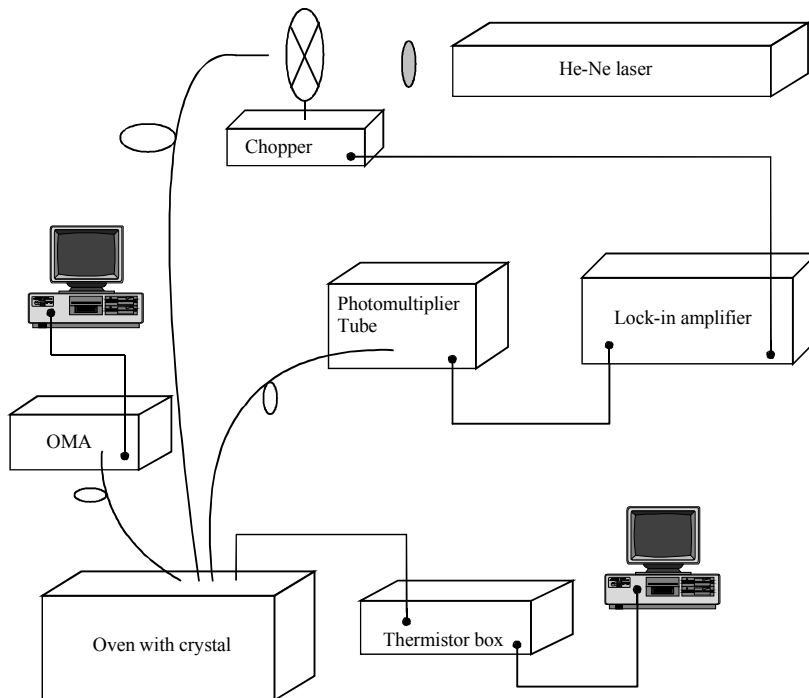 He-Ne laser
Chopper
Photomultiplier
Tube
Lock-in amplifier
OMA
Oven with crystal
Thermistor box